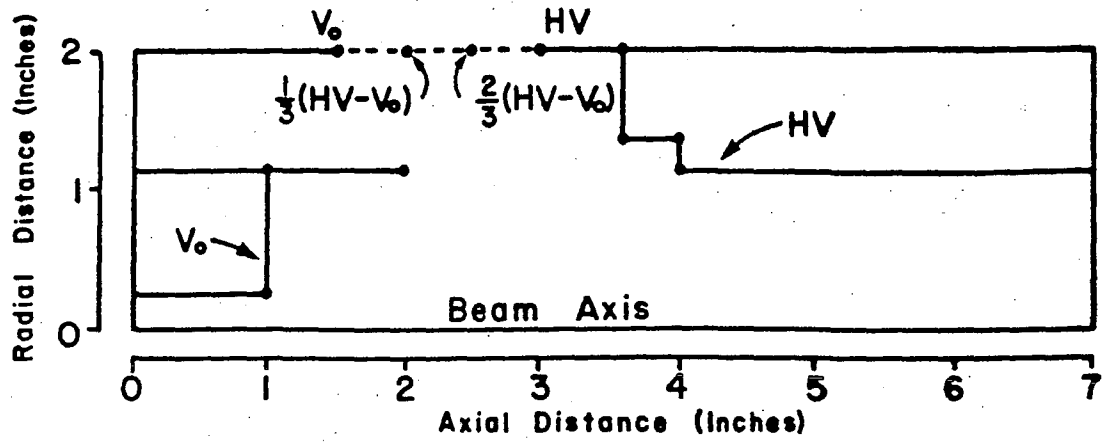 V₀ HV
2
1/3(HV-V₀) 2/3(HV-V₀)
HV
1
V₀
Beam Axis
0
Radial Distance (Inches)
0 1 2 3 4 5 6 7
Axial Distance (Inches)